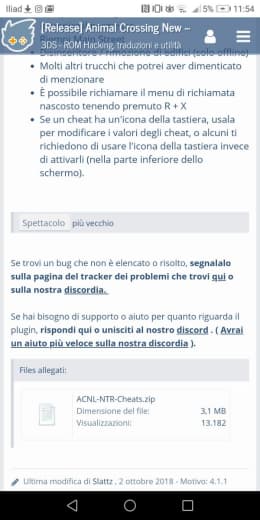 Iliad
5% 11:54
[Release] Animal Crossing New –
3DS - ROM Hacking, traduzioni e utilità
Riempi Main Street
Disinseritore / rimozione di edifici (solo offline)
Molti altri trucchi che potrei aver dimenticato
di menzionare
È possibile richiamare il menu di richiamata
nascosto tenendo premuto R + X
Se un cheat ha un'icona della tastiera, usala
per modificare i valori degli cheat, o alcuni ti
richiedono di usare l'icona della tastiera invece
di attivarli (nella parte inferiore dello
schermo).
Spettacolo più vecchio
Se trovi un bug che non è elencato o risolto, segnalalo
sulla pagina del tracker dei problemi che trovi qui o
sulla nostra discordia.
Se hai bisogno di supporto o aiuto per quanto riguarda il
plugin, rispondi qui o unisciti al nostro discord . ( Avrai
un aiuto più veloce sulla nostra discordia ).
Files allegati:
ACNL-NTR-Cheats.zip
Dimensione del file: 3,1 MB
Visualizzazioni: 13.182
Ultima modifica di Slattz , 2 ottobre 2018 - Motivo: 4.1.1